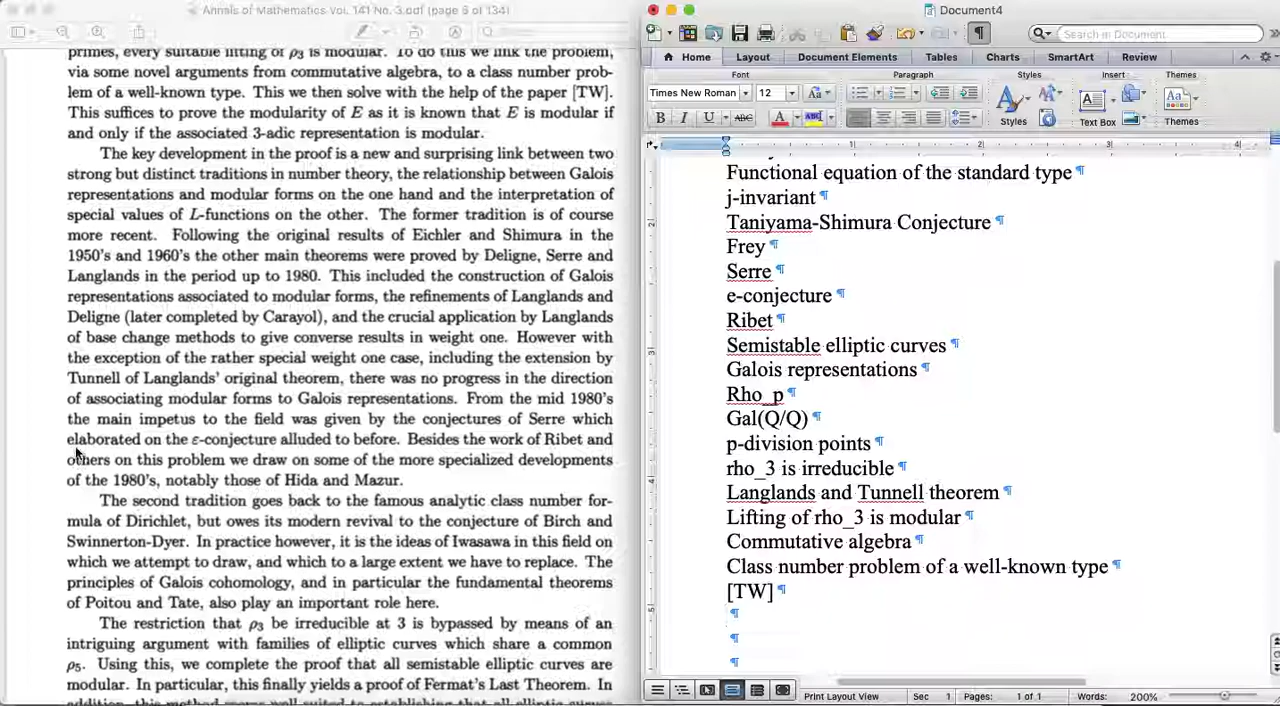 Annals of Mathematics Vol. 141 No. 3.pdf (page 6 of 134)
primes, every suitable lifting of ρ3 is modular. To do this we link the problem,
via some novel arguments from commutative algebra, to a class number prob-
lem of a well-known type. This we then solve with the help of the paper [TW].
This suffices to prove the modularity of E as it is known that E is modular if
and only if the associated 3-adic representation is modular.
The key development in the proof is a new and surprising link between two
strong but distinct traditions in number theory, the relationship between Galois
representations and modular forms on the one hand and the interpretation of
special values of L-functions on the other. The former tradition is of course
more recent. Following the original results of Eichler and Shimura in the
1950's and 1960's the other main theorems were proved by Deligne, Serre and
Langlands in the period up to 1980. This included the construction of Galois
representations associated to modular forms, the refinements of Langlands and
Deligne (later completed by Carayol), and the crucial application by Langlands
of base change methods to give converse results in weight one. However with
the exception of the rather special weight one case, including the extension by
Tunnell of Langlands' original theorem, there was no progress in the direction
of associating modular forms to Galois representations. From the mid 1980's
the main impetus to the field was given by the conjectures of Serre which
elaborated on the ε-conjecture alluded to before. Besides the work of Ribet and
others on this problem we draw on some of the more specialized developments
of the 1980's, notably those of Hida and Mazur.
The second tradition goes back to the famous analytic class number for-
mula of Dirichlet, but owes its modern revival to the conjecture of Birch and
Swinnerton-Dyer. In practice however, it is the ideas of Iwasawa in this field on
which we attempt to draw, and which to a large extent we have to replace. The
principles of Galois cohomology, and in particular the fundamental theorems
of Poitou and Tate, also play an important role here.
The restriction that ρ3 be irreducible at 3 is bypassed by means of an
intriguing argument with families of elliptic curves which share a common
ρ5. Using this, we complete the proof that all semistable elliptic curves are
modular. In particular, this finally yields a proof of Fermat's Last Theorem. In
Document4
Search in Document
Home Layout Document Elements Tables Charts SmartArt Review
Font Paragraph Styles Insert Themes
Times New Roman 12 Aa
B I U ABC A ABC
Styles Text Box Themes
1 2 3 4
Functional equation of the standard type ¶
j-invariant ¶
Taniyama-Shimura Conjecture ¶
Frey ¶
Serre ¶
e-conjecture ¶
Ribet ¶
Semistable elliptic curves ¶
Galois representations ¶
Rho_p ¶
Gal(Q/Q) ¶
p-division points ¶
rho_3 is irreducible ¶
Langlands and Tunnell theorem ¶
Lifting of rho_3 is modular ¶
Commutative algebra ¶
Class number problem of a well-known type ¶
[TW] ¶
¶
¶
¶
Print Layout View Sec 1 Pages: 1 of 1 Words: 200%